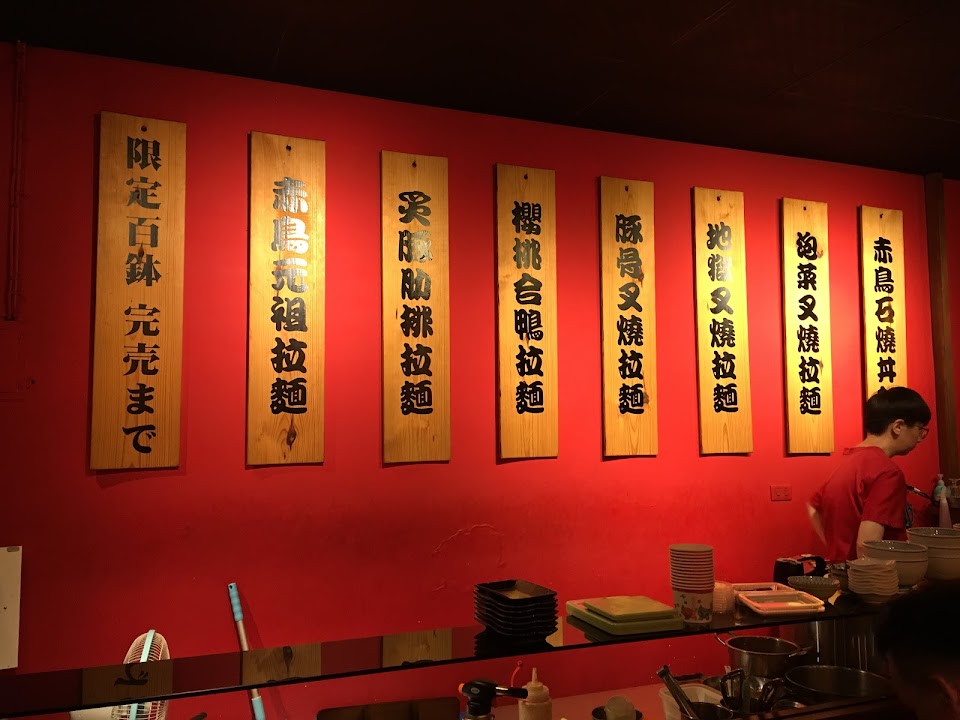 限定百鉢 完売まで
赤鳥元祖拉麵
炙豚肋排拉麵
櫻桃合鴨拉麵
豚骨叉燒拉麵
地獄叉燒拉麵
泡菜叉燒拉麵
赤鳥石燒丼